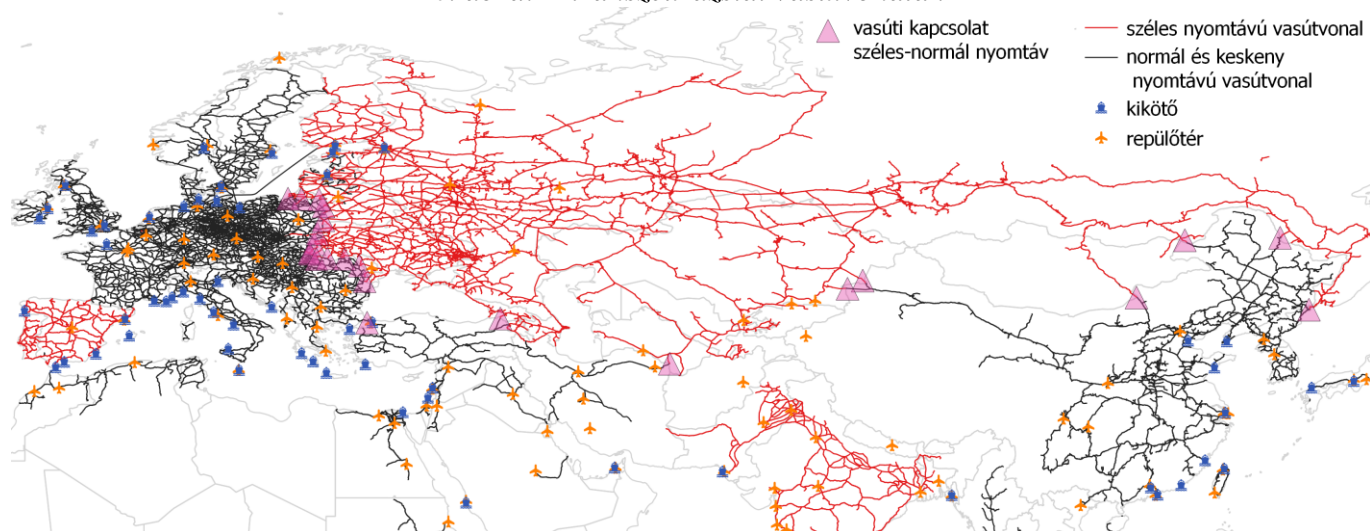 vasúti kapcsolat
széles-normál nyomtáv
széles nyomtávú vasútvonal
normál és keskeny
nyomtávú vasútvonal
kikötő
repülőtér